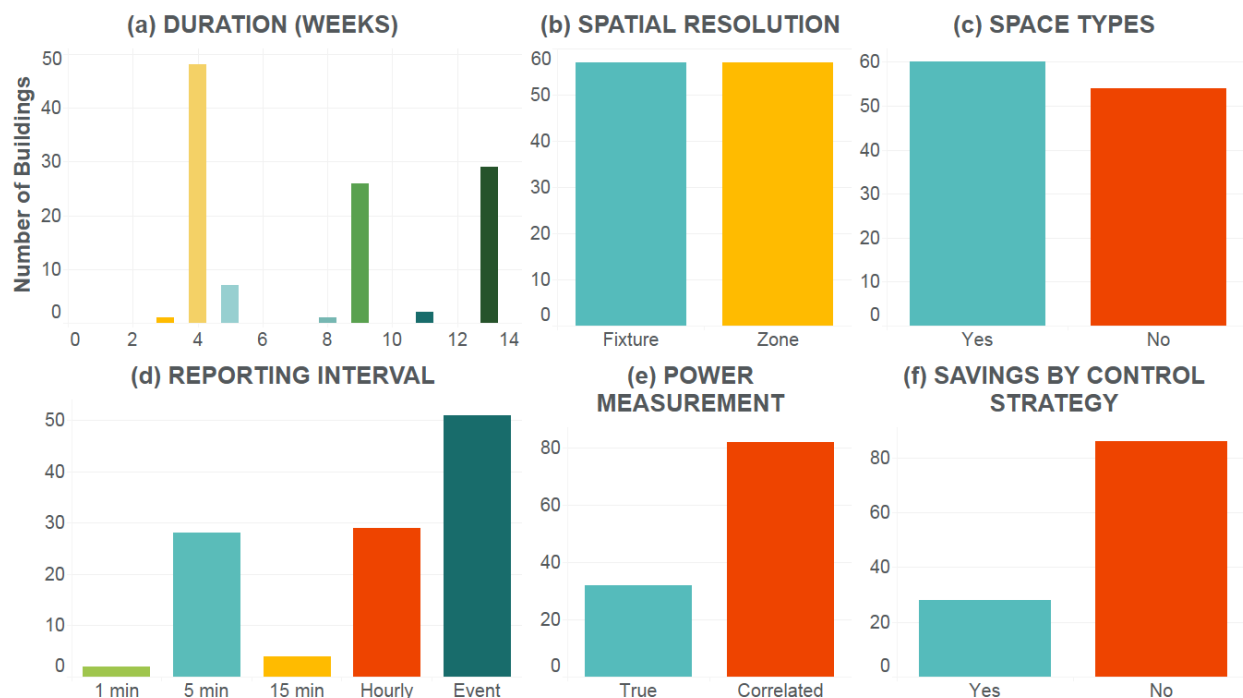 (a) DURATION (WEEKS)
Number of Buildings
50
40
30
20
10
0
0 2 4 6 8 10 12 14
(b) SPATIAL RESOLUTION
60
50
40
30
20
10
0
Fixture Zone
(c) SPACE TYPES
60
50
40
30
20
10
0
Yes No
(d) REPORTING INTERVAL
50
40
30
20
10
0
1 min 5 min 15 min Hourly Event
(e) POWER
MEASUREMENT
80
60
40
20
0
True Correlated
(f) SAVINGS BY CONTROL
STRATEGY
80
60
40
20
0
Yes No